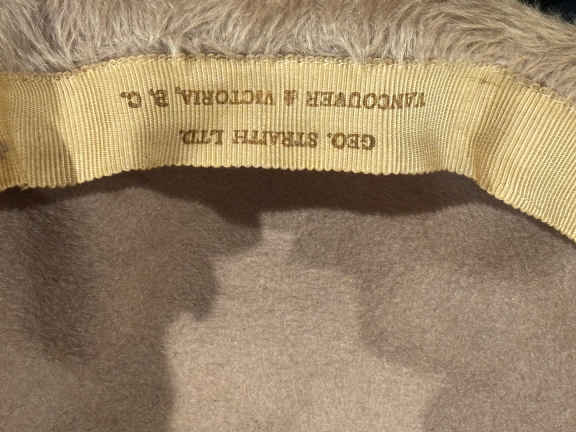 GEO. STRAITH LTD.
VANCOUVER & VICTORIA, B. C.